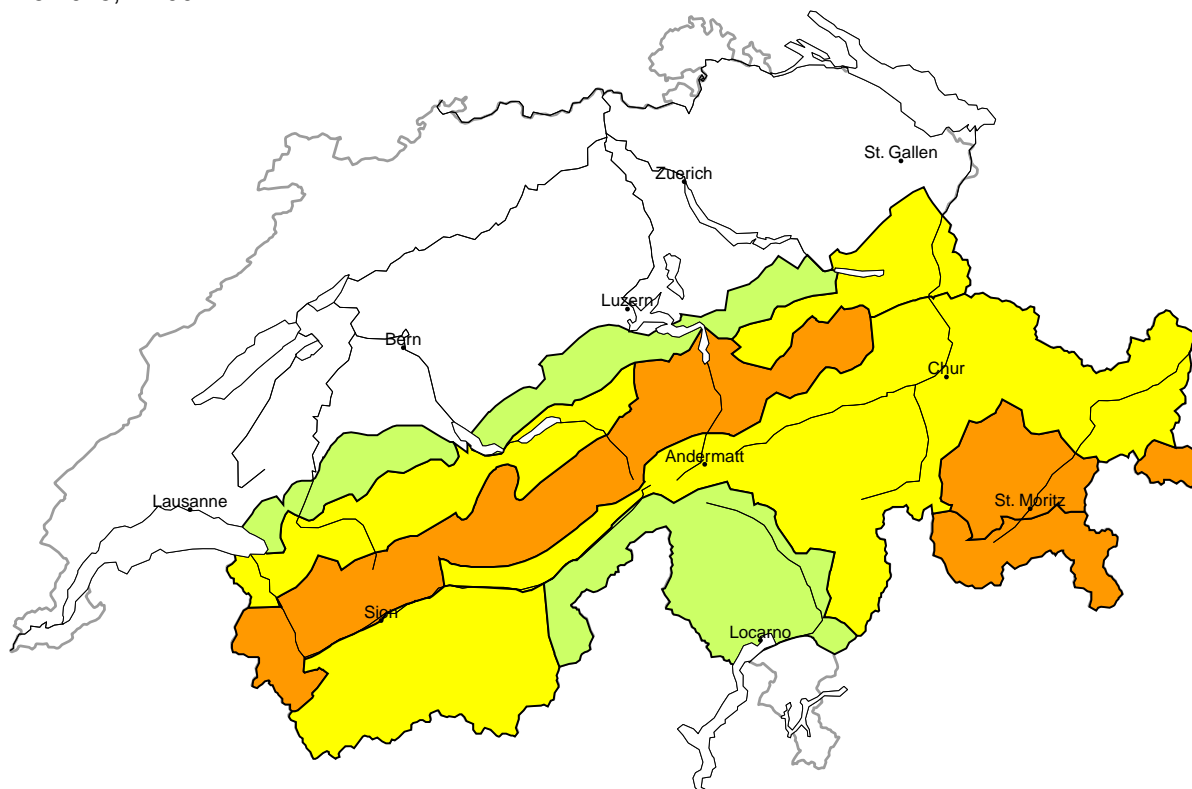 St. Gallen
Zuerich
Luzern
Bern
Chur
Andermatt
Lausanne
St. Moritz
Sion
Locarno